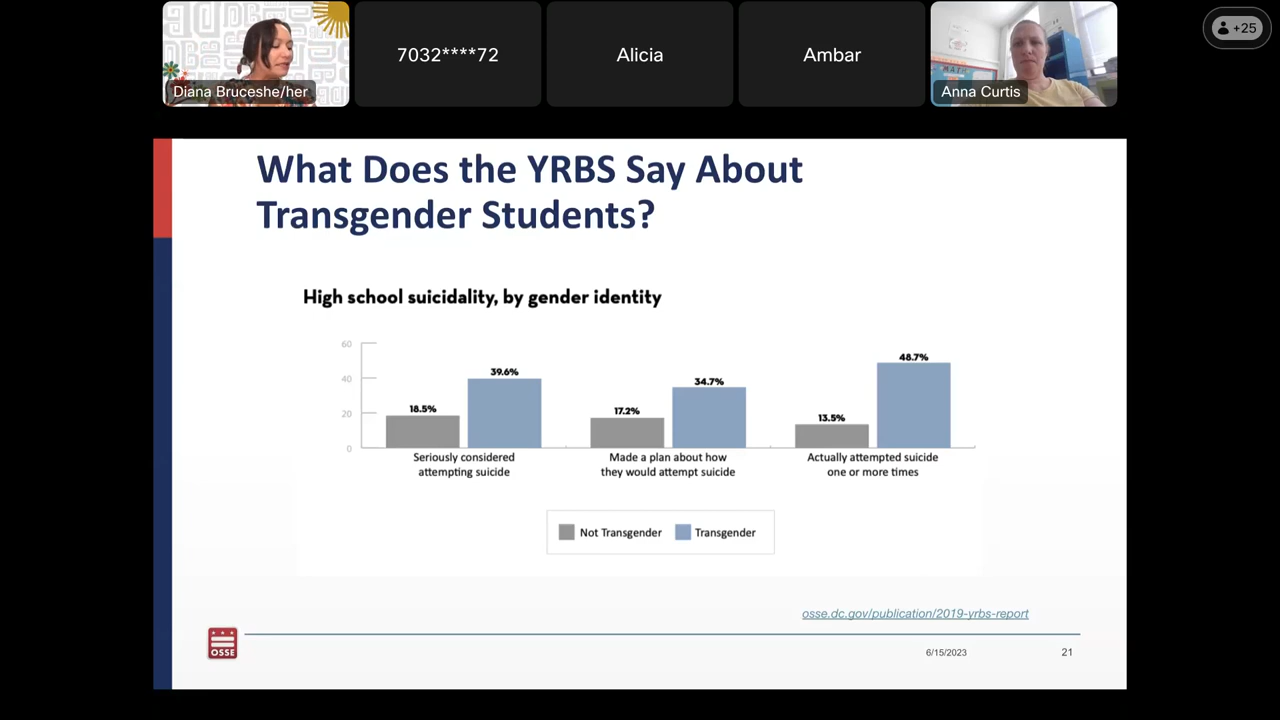 Diana Bruceshe/her
7032****72
Alicia
Ambar
Anna Curtis
+25
What Does the YRBS Say About
Transgender Students?
High school suicidality, by gender identity
60
40
20
0
18.5%
39.6%
17.2%
34.7%
13.5%
48.7%
Seriously considered
attempting suicide
Made a plan about how
they would attempt suicide
Actually attempted suicide
one or more times
Not Transgender
Transgender
osse.dc.gov/publication/2019-yrbs-report
OSSE
6/15/2023
21